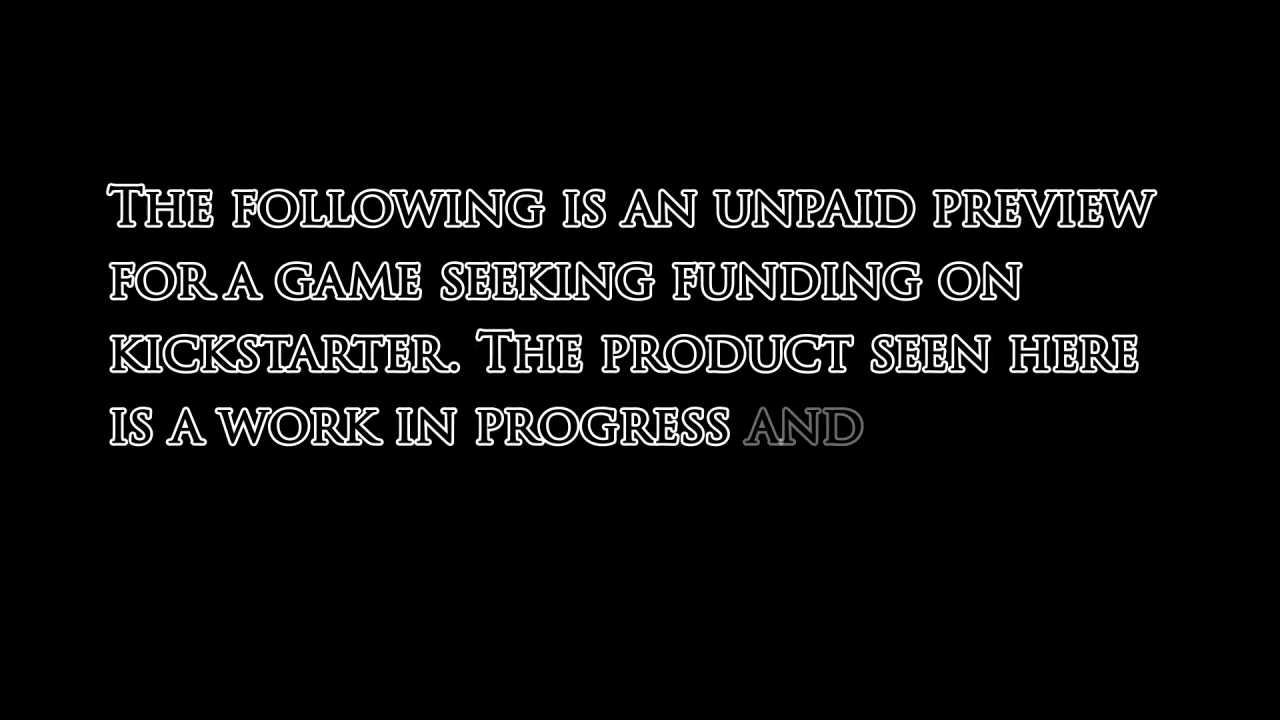 The following is an unpaid preview
for a game seeking funding on
kickstarter. The product seen here
is a work in progress and